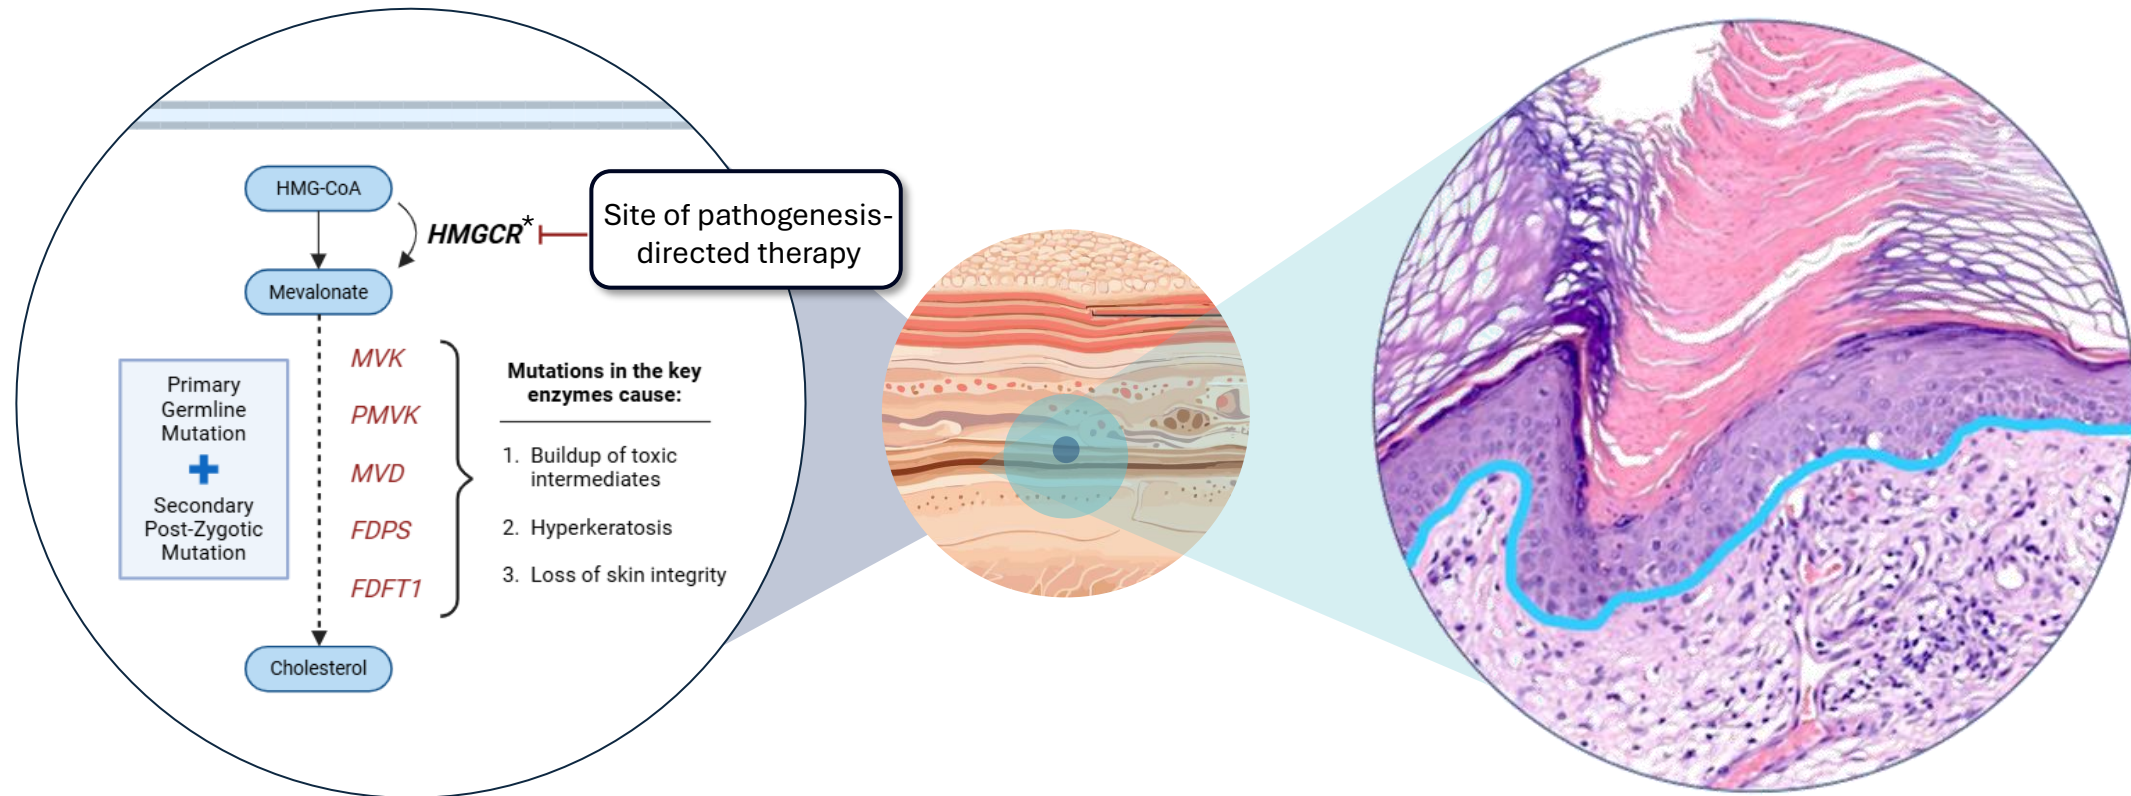 HMG-CoA
HMGCR*
Site of pathogenesis-
directed therapy
Mevalonate
Primary
Germline
Mutation
Secondary
Post-Zygotic
Mutation
MVK
PMVK
MVD
FDPS
FDFT1
Mutations in the key
enzymes cause:
1. Buildup of toxic
intermediates
2. Hyperkeratosis
3. Loss of skin integrity
Cholesterol